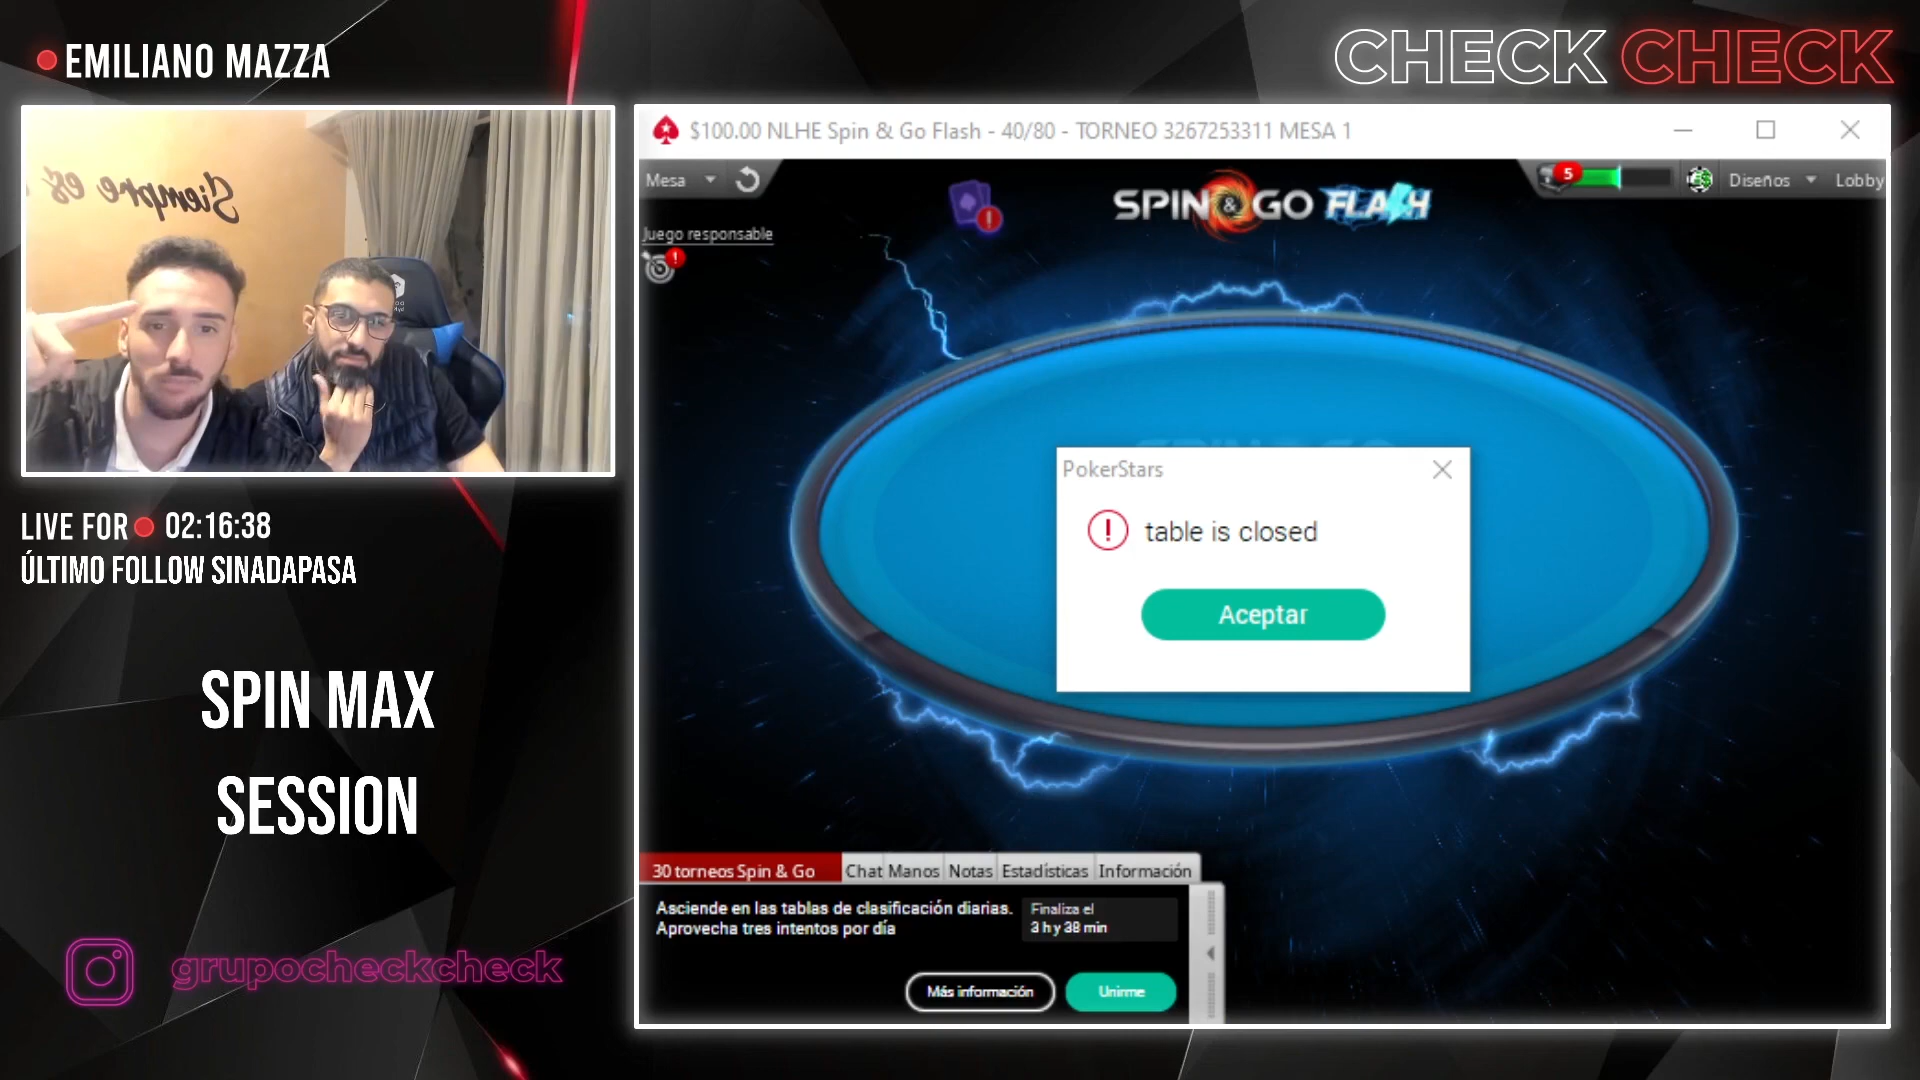 EMILIANO MAZZA
CHECK CHECK
Siempre es
LIVE FOR 02:16:38
ÚLTIMO FOLLOW SINADAPASA
SPIN MAX
SESSION
grupocheckcheck
$100.00 NLHE Spin & Go Flash - 40/80 - TORNEO 3267253311 MESA 1
Mesa
5
Diseños
Lobby
SPIN & GO FLASH
Juego responsable
PokerStars
table is closed
Aceptar
30 torneos Spin & Go
Chat
Manos
Notas
Estadísticas
Información
Asciende en las tablas de clasificación diarias.
Aprovecha tres intentos por día
Finaliza el
3 h y 38 min
Más información
Unirme